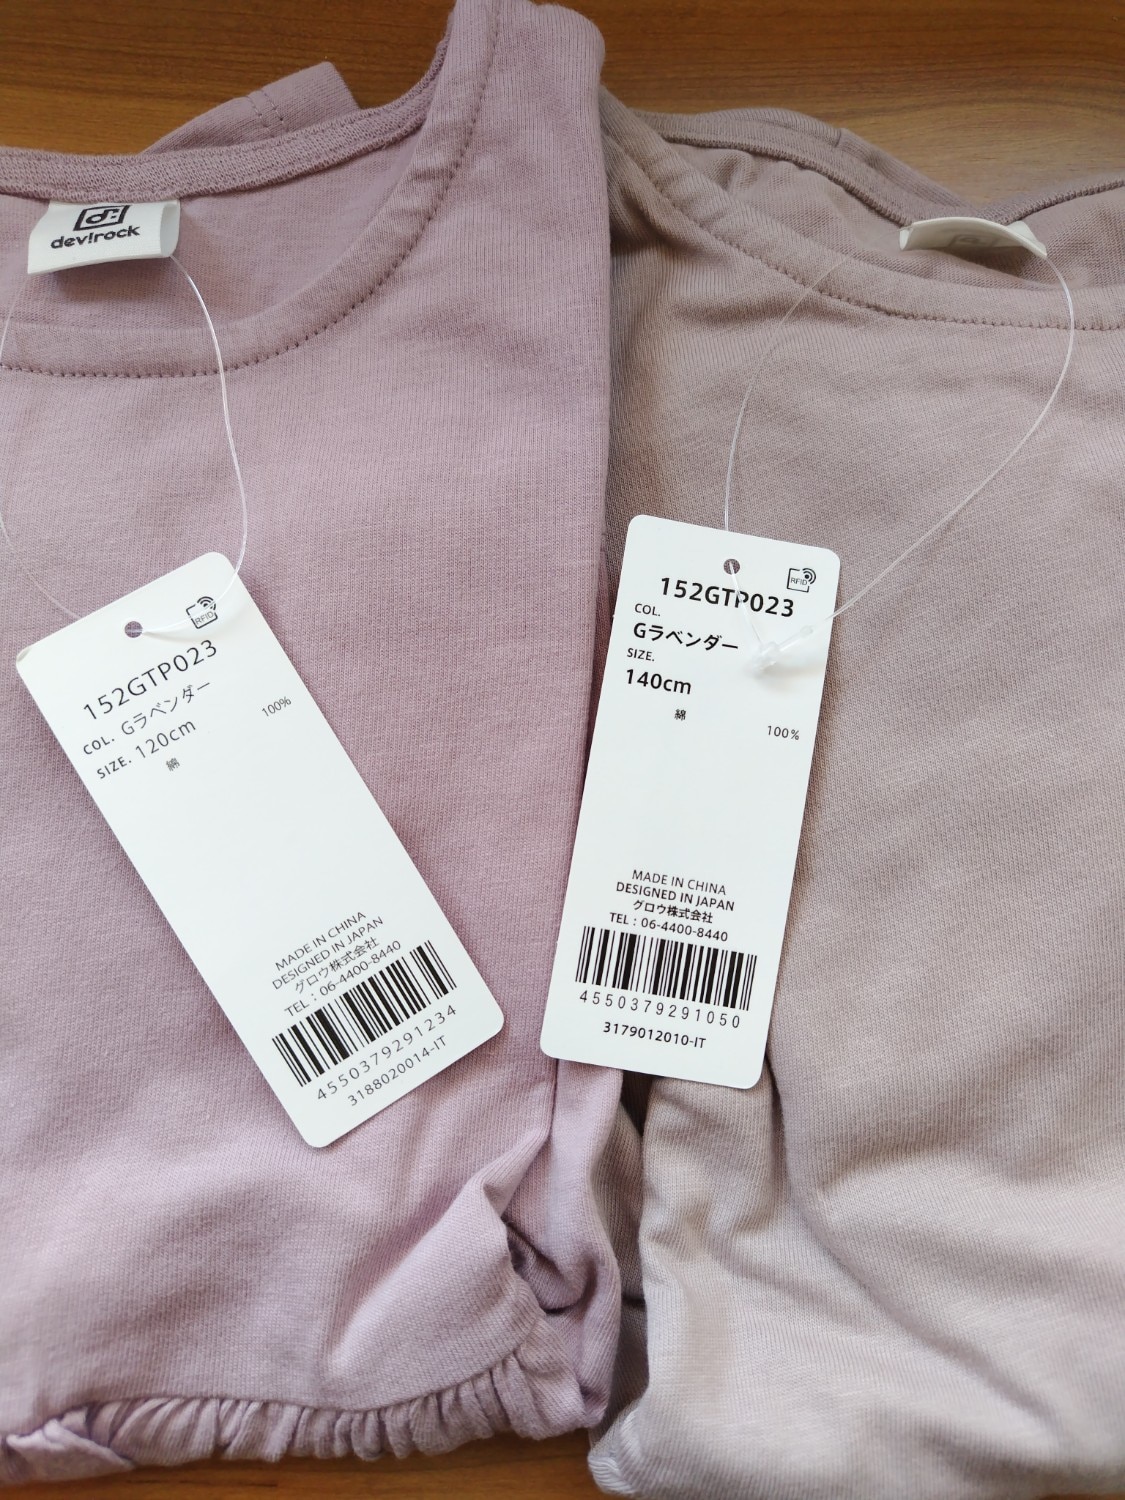 dev!rock
RFID
152GTP023
COL. Gラベンダー
SIZE. 120cm
綿 100%
MADE IN CHINA
DESIGNED IN JAPAN
グロウ株式会社
TEL：06-4400-8440
4550379291234
3188020014-IT
RFID
152GTP023
COL.
Gラベンダー
SIZE.
140cm
綿 100%
MADE IN CHINA
DESIGNED IN JAPAN
グロウ株式会社
TEL：06-4400-8440
4550379291050
3179012010-IT